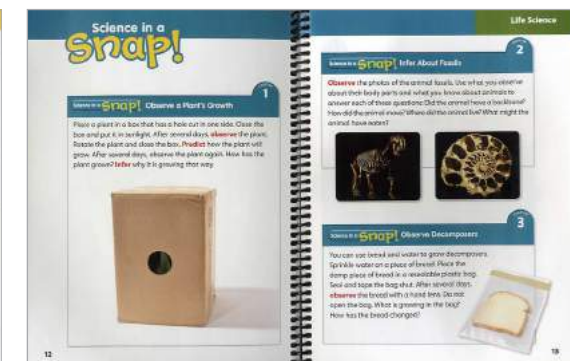 Science in a
Snap!
1
Science in a Snap! Observe a Plant's Growth
Place a plant in a box that has a hole cut in one side. Close the
box and put it in sunlight. After several days, observe the plant.
Rotate the plant and close the box. Predict how the plant will
grow. After several days, observe the plant again. How has the
plant grown? Infer why it is growing that way.
12
Life Science
2
Science in a Snap! Infer About Fossils
Observe the photos of the animal fossils. Use what you observe
about their body parts and what you know about animals to
answer each of these questions: Did the animal have a backbone?
How did the animal move? Where did the animal live? What might the
animal have eaten?
3
Science in a Snap! Observe Decomposers
You can use bread and water to grow decomposers.
Sprinkle water on a piece of bread. Place the
damp piece of bread in a resealable plastic bag.
Seal and tape the bag shut. After several days,
observe the bread with a hand lens. Do not
open the bag. What is growing in the bag?
How has the bread changed?
13